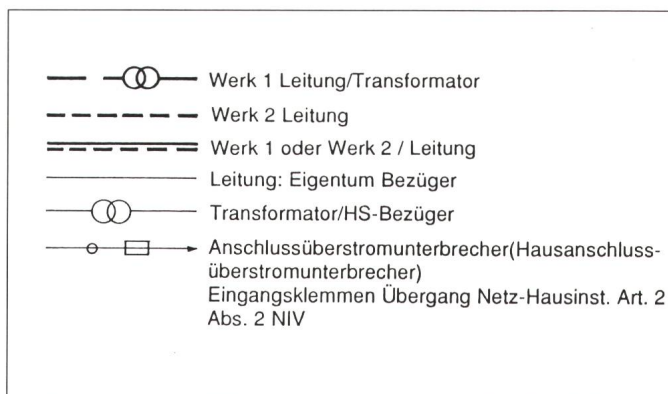 Werk 1 Leitung/Transformator
Werk 2 Leitung
Werk 1 oder Werk 2 / Leitung
Leitung: Eigentum Bezüger
Transformator/HS-Bezüger
Anschlussüberstromunterbrecher(Hausanschluss-
überstromunterbrecher)
Eingangsklemmen Übergang Netz-Hausinst. Art. 2
Abs. 2 NIV